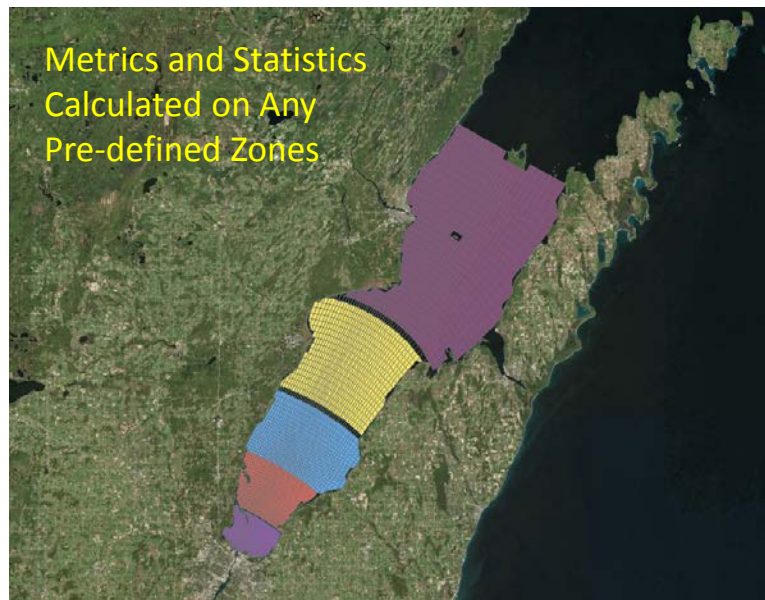 Metrics and Statistics
Calculated on Any
Pre-defined Zones